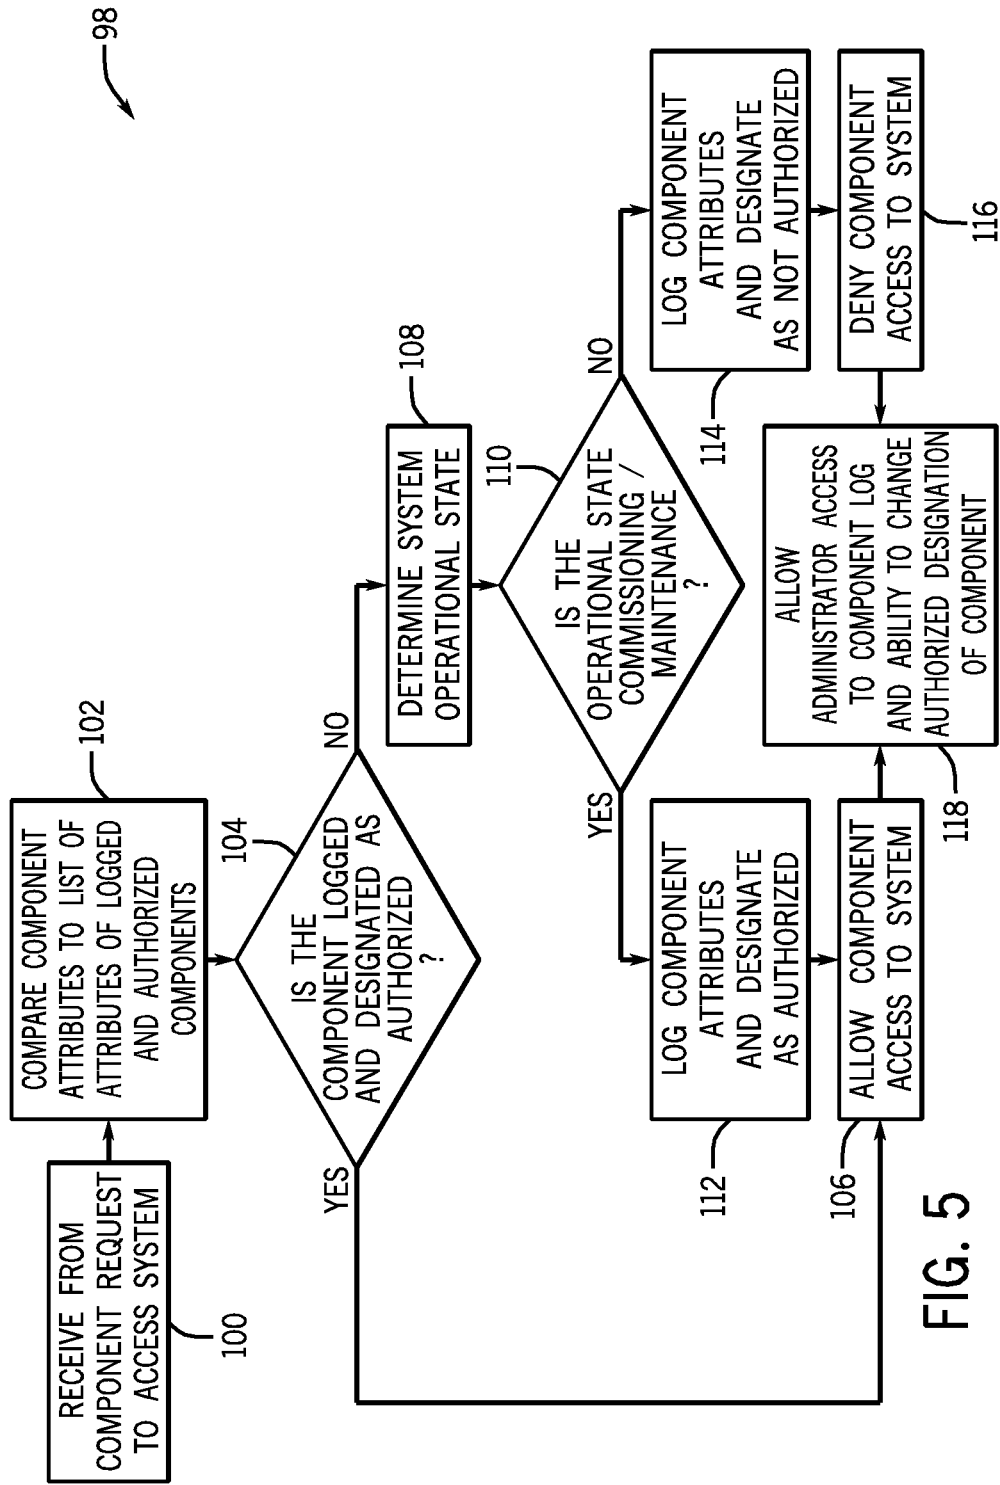 98
RECEIVE FROM
COMPONENT REQUEST
TO ACCESS SYSTEM
100
COMPARE COMPONENT
ATTRIBUTES TO LIST OF
ATTRIBUTES OF LOGGED
AND AUTHORIZED
COMPONENTS
102
104
IS THE
COMPONENT LOGGED
AND DESIGNATED AS
AUTHORIZED
?
YES
NO
DETERMINE SYSTEM
OPERATIONAL STATE
108
110
IS THE
OPERATIONAL STATE
COMMISSIONING /
MAINTENANCE
?
YES
NO
LOG COMPONENT
ATTRIBUTES
AND DESIGNATE
AS AUTHORIZED
112
LOG COMPONENT
ATTRIBUTES
AND DESIGNATE
AS NOT AUTHORIZED
114
ALLOW COMPONENT
ACCESS TO SYSTEM
106
ALLOW
ADMINISTRATOR ACCESS
TO COMPONENT LOG
AND ABILITY TO CHANGE
AUTHORIZED DESIGNATION
OF COMPONENT
118
DENY COMPONENT
ACCESS TO SYSTEM
116
FIG. 5